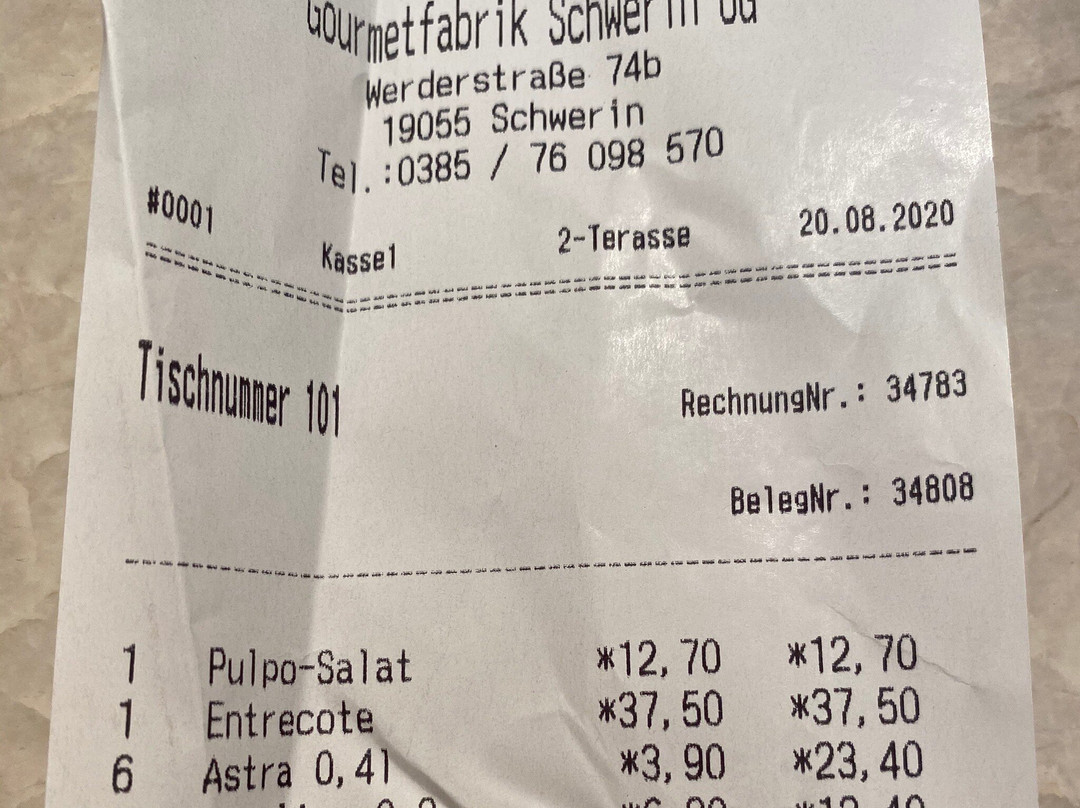 Gourmetfabrik Schwerin
Werderstraße 74b
19055 Schwerin
Tel.:0385 / 76 098 570
#0001 Kasse1 2-Terasse 20.08.2020
Tischnummer 101
RechnungNr.: 34783
BelegNr.: 34808
1 Pulpo-Salat *12,70 *12,70
1 Entrecote *37,50 *37,50
6 Astra 0,4l *3,90 *23,40